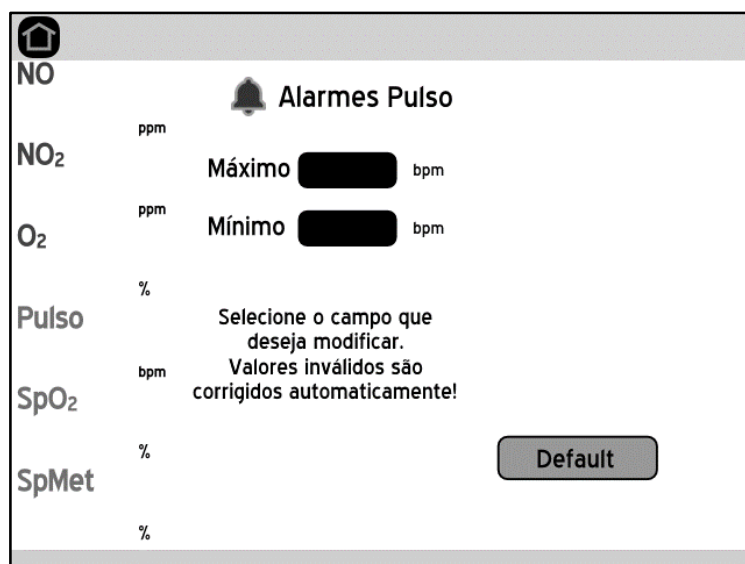 NO
ppm
NO₂
ppm
O₂
%
Pulso
bpm
SpO₂
%
SpMet
%
Alarmes Pulso
Máximo bpm
Mínimo bpm
Selecione o campo que
deseja modificar.
Valores inválidos são
corrigidos automaticamente!
Default